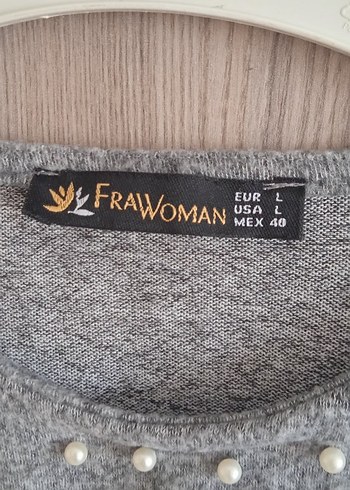 FRAWOMAN
EUR L
USA L
MEX 40